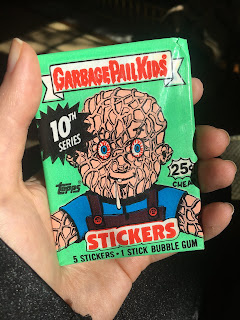 GARBAGE PAIL KIDS
10TH
SERIES
25¢
CHEAP
TOPPS
STICKERS
5 STICKERS • 1 STICK BUBBLE GUM